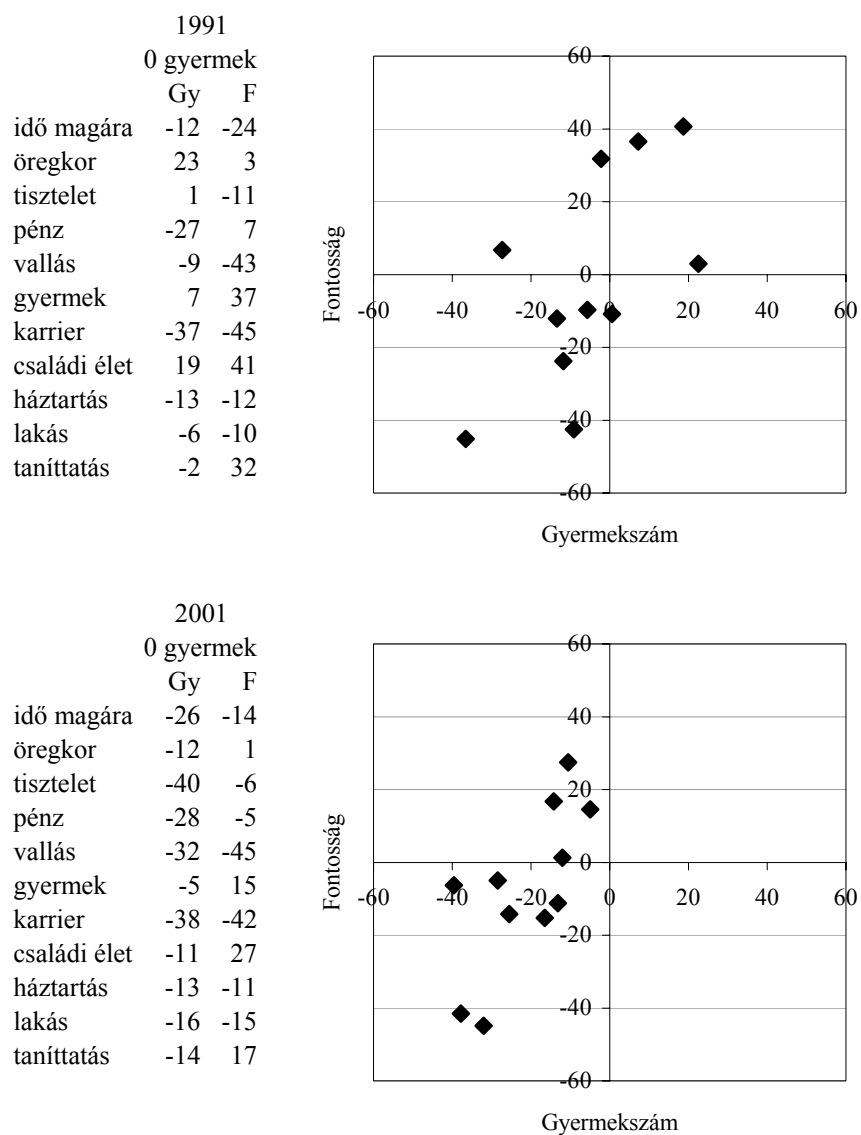 1991
0 gyermek
Gy F
idő magára -12 -24
öregkor 23 3
tisztelet 1 -11
pénz -27 7
vallás -9 -43
gyermek 7 37
karrier -37 -45
családi élet 19 41
háztartás -13 -12
lakás -6 -10
taníttatás -2 32
60
40
20
0
-60 -40 -20 0 20 40 60
-20
-40
-60
Fontosság
Gyermekszám
2001
0 gyermek
Gy F
idő magára -26 -14
öregkor -12 1
tisztelet -40 -6
pénz -28 -5
vallás -32 -45
gyermek -5 15
karrier -38 -42
családi élet -11 27
háztartás -13 -11
lakás -16 -15
taníttatás -14 17
60
40
20
0
-60 -40 -20 0 20 40 60
-20
-40
-60
Fontosság
Gyermekszám